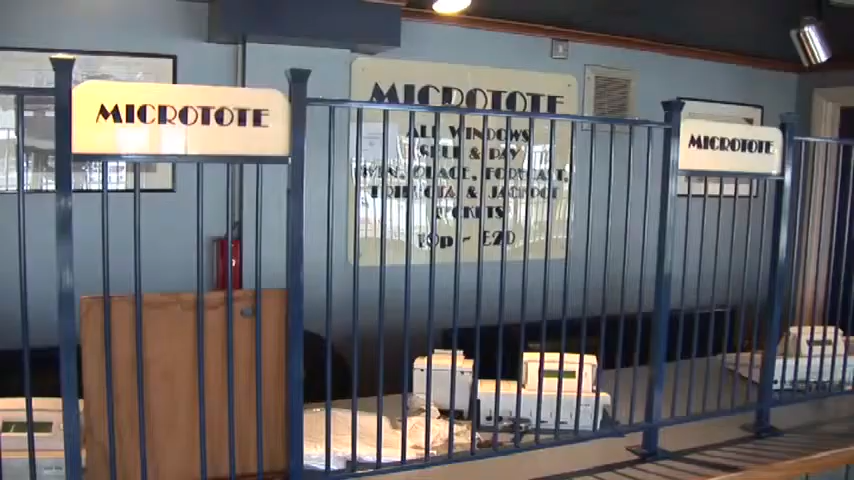 MICROTOTE
MICROTOTE
ALL WINDOWS
SELL & PAY
WIN, PLACE, FORECAST,
TRIFECTA & JACKPOT
TICKETS
10p - £20
MICROTOTE